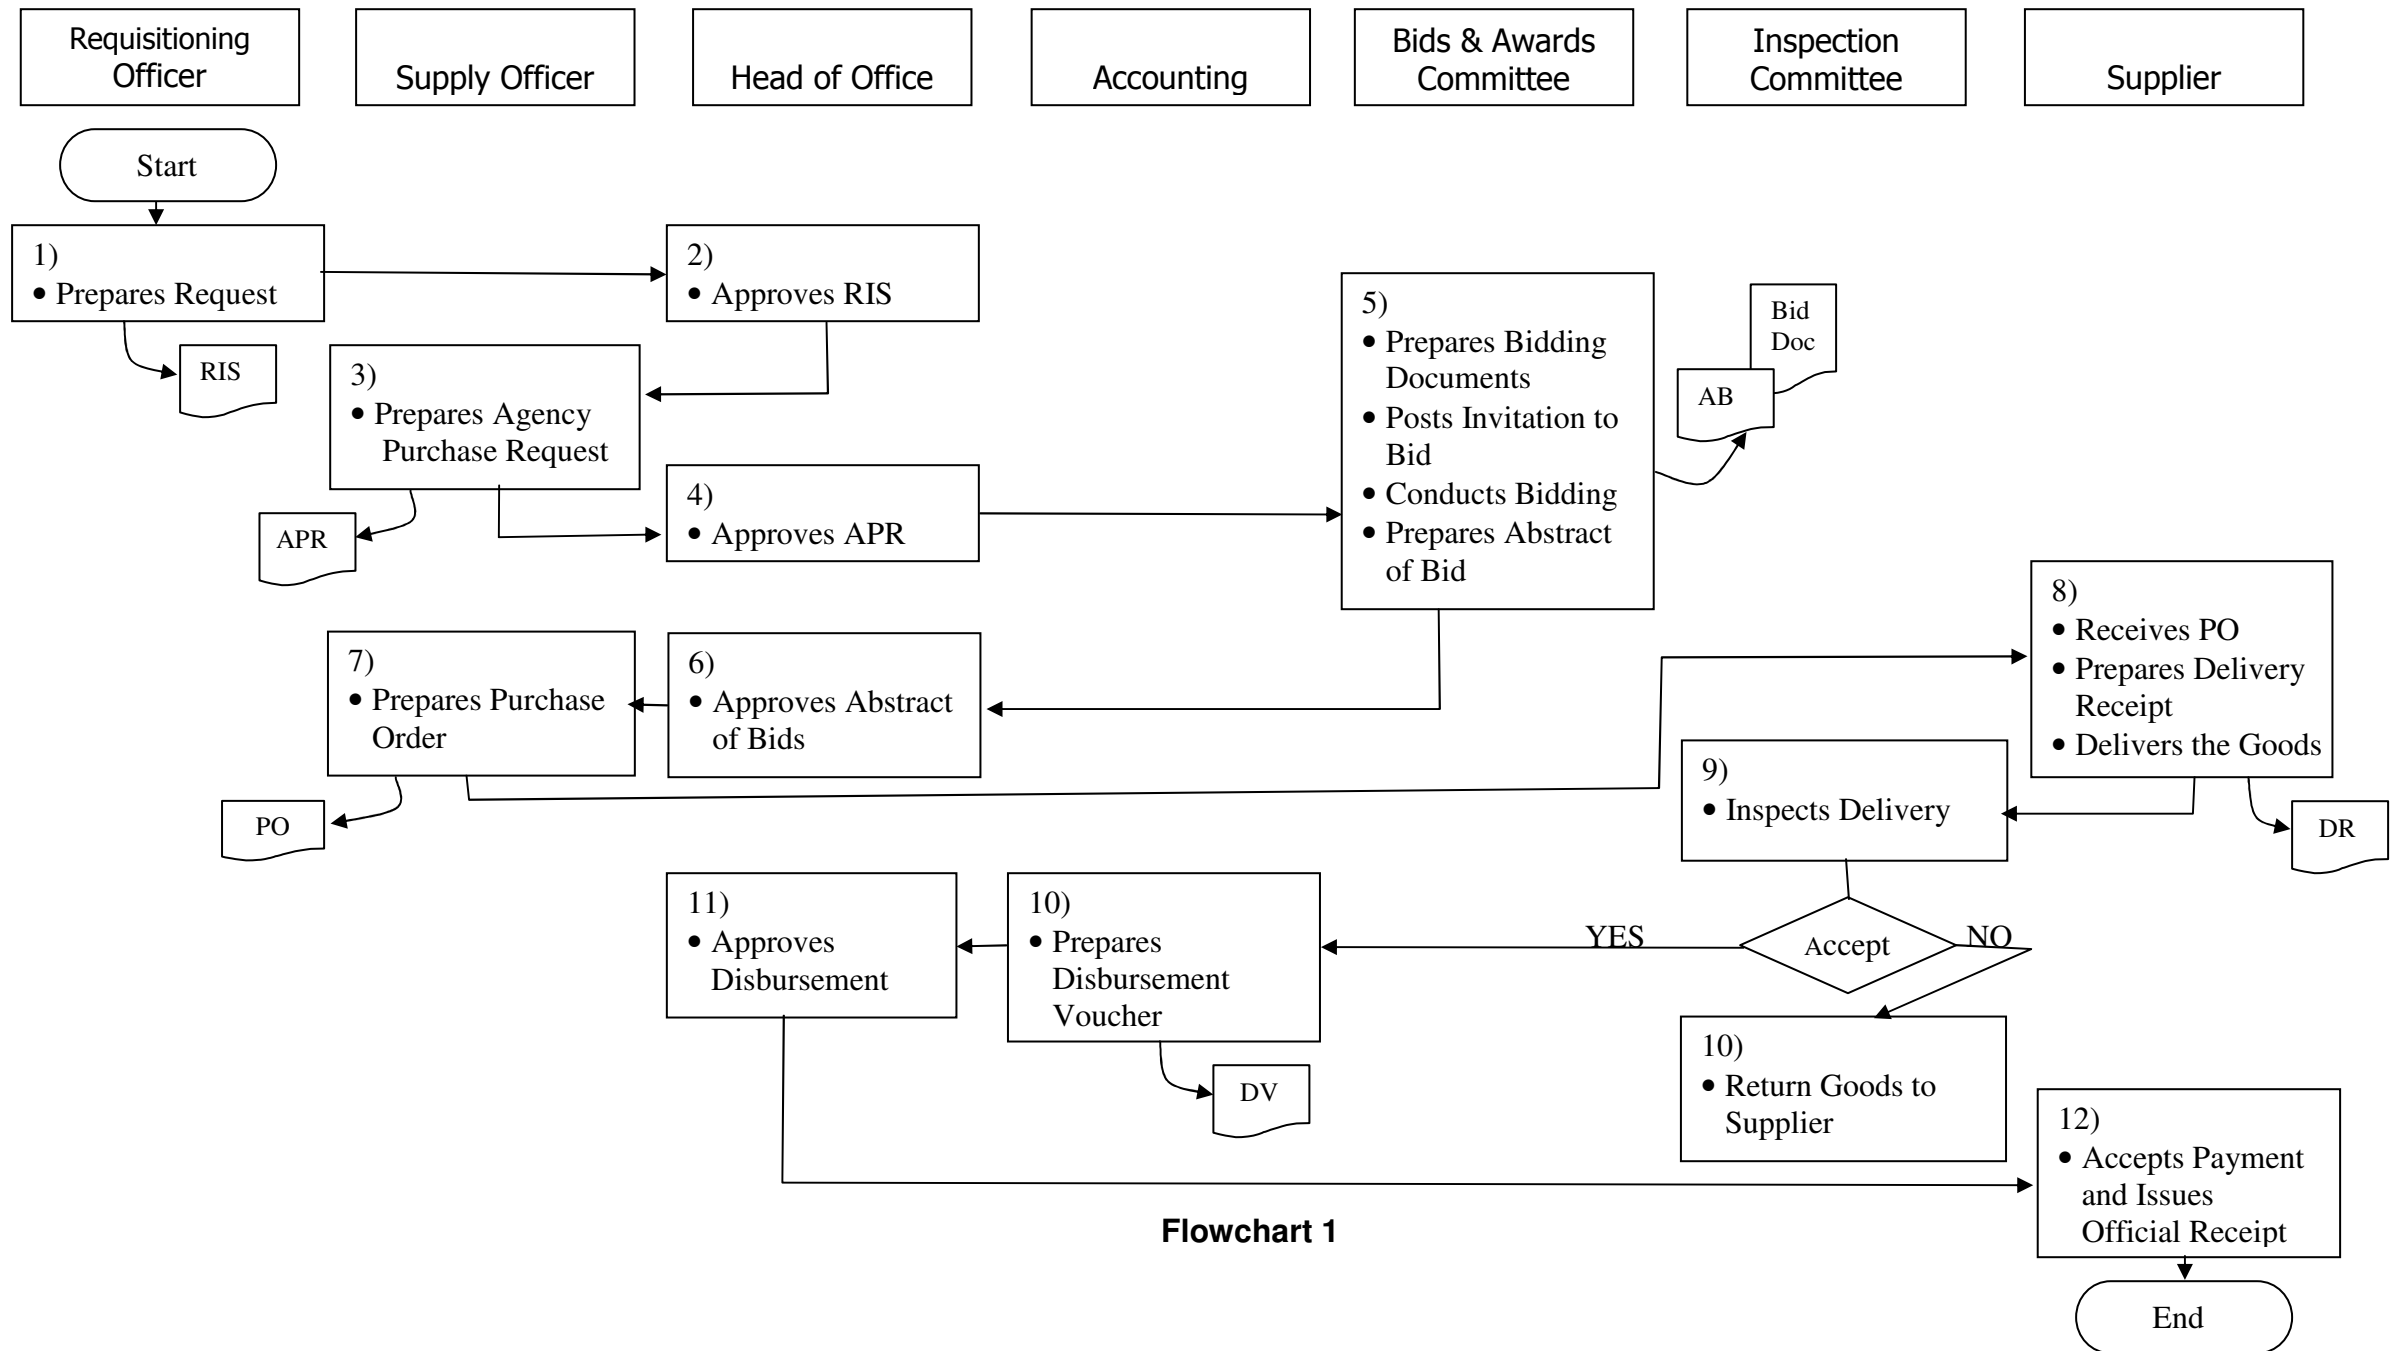 Requisitioning
Officer
Supply Officer
Head of Office
Accounting
Bids & Awards
Committee
Inspection
Committee
Supplier
Start
1)
• Prepares Request
RIS
2)
• Approves RIS
3)
• Prepares Agency
Purchase Request
APR
4)
• Approves APR
5)
• Prepares Bidding
Documents
• Posts Invitation to
Bid
• Conducts Bidding
• Prepares Abstract
of Bid
Bid
Doc
AB
6)
• Approves Abstract
of Bids
7)
• Prepares Purchase
Order
PO
8)
• Receives PO
• Prepares Delivery
Receipt
• Delivers the Goods
DR
9)
• Inspects Delivery
Accept
YES
NO
10)
• Prepares
Disbursement
Voucher
DV
10)
• Return Goods to
Supplier
11)
• Approves
Disbursement
12)
• Accepts Payment
and Issues
Official Receipt
End
Flowchart 1